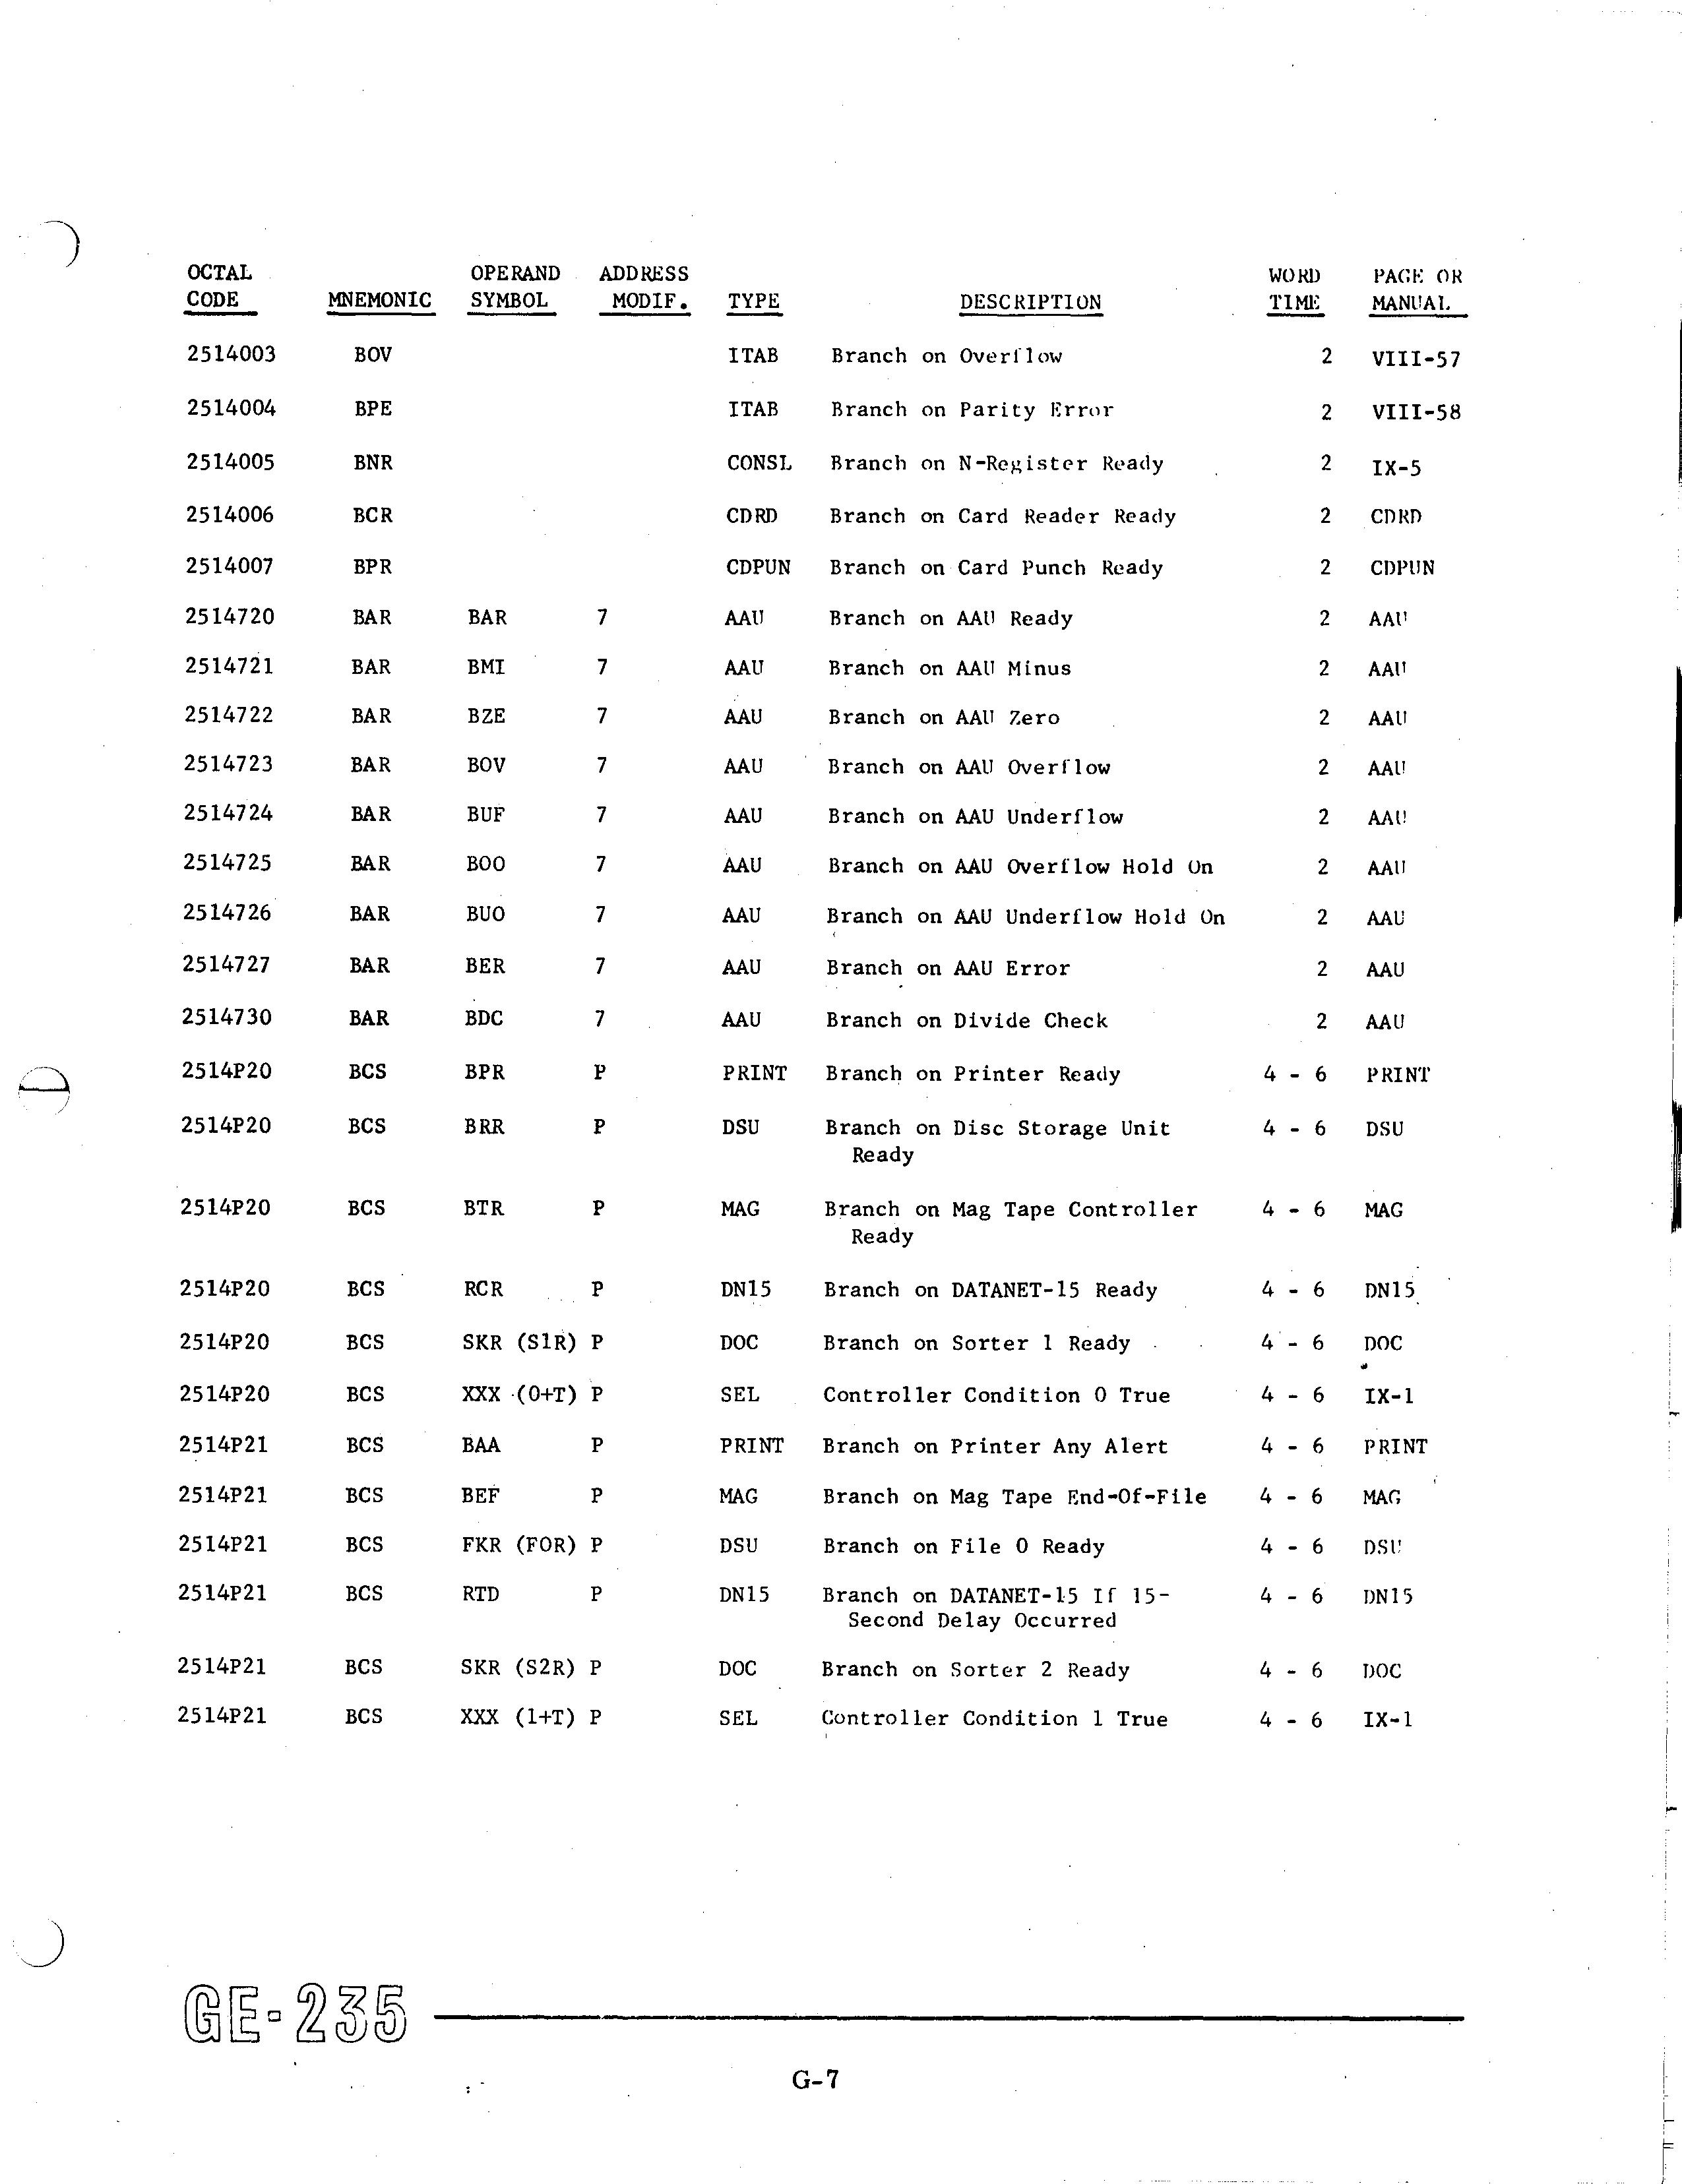 OCTAL OPERAND ADDRESS WORD PAGE OR
CODE MNEMONIC SYMBOL MODIF. TYPE DESCRIPTION TIME MANUAL
2514003 BOV ITAB Branch on Overflow 2 VIII-57
2514004 BPE ITAB Branch on Parity Error 2 VIII-58
2514005 BNR CONSL Branch on N-Register Ready 2 IX-5
2514006 BCR CDRD Branch on Card Reader Ready 2 CDRD
2514007 BPR CDPUN Branch on Card Punch Ready 2 CDPUN
2514720 BAR BAR 7 AAU Branch on AAU Ready 2 AAU
2514721 BAR BMI 7 AAU Branch on AAU Minus 2 AAU
2514722 BAR BZE 7 AAU Branch on AAU Zero 2 AAU
2514723 BAR BOV 7 AAU Branch on AAU Overflow 2 AAU
2514724 BAR BUF 7 AAU Branch on AAU Underflow 2 AAU
2514725 BAR BOO 7 AAU Branch on AAU Overflow Hold On 2 AAU
2514726 BAR BUO 7 AAU Branch on AAU Underflow Hold On 2 AAU
2514727 BAR BER 7 AAU Branch on AAU Error 2 AAU
2514730 BAR BDC 7 AAU Branch on Divide Check 2 AAU
2514P20 BCS BPR P PRINT Branch on Printer Ready 4 - 6 PRINT
2514P20 BCS BRR P DSU Branch on Disc Storage Unit 4 - 6 DSU
Ready
2514P20 BCS BTR P MAG Branch on Mag Tape Controller 4 - 6 MAG
Ready
2514P20 BCS RCR P DN15 Branch on DATANET-15 Ready 4 - 6 DN15
2514P20 BCS SKR (S1R) P DOC Branch on Sorter 1 Ready 4 - 6 DOC
2514P20 BCS XXX (0+T) P SEL Controller Condition 0 True 4 - 6 IX-1
2514P21 BCS BAA P PRINT Branch on Printer Any Alert 4 - 6 PRINT
2514P21 BCS BEF P MAG Branch on Mag Tape End-Of-File 4 - 6 MAG
2514P21 BCS FKR (FOR) P DSU Branch on File 0 Ready 4 - 6 DSU
2514P21 BCS RTD P DN15 Branch on DATANET-15 If 15- 4 - 6 DN15
Second Delay Occurred
2514P21 BCS SKR (S2R) P DOC Branch on Sorter 2 Ready 4 - 6 DOC
2514P21 BCS XXX (1+T) P SEL Controller Condition 1 True 4 - 6 IX-1
GE-235
G-7